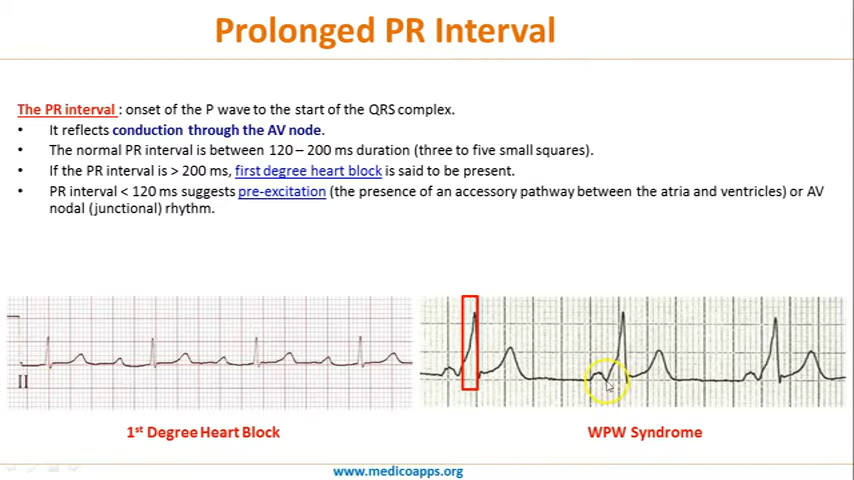 Prolonged PR Interval
The PR interval : onset of the P wave to the start of the QRS complex.
• It reflects conduction through the AV node.
• The normal PR interval is between 120 – 200 ms duration (three to five small squares).
• If the PR interval is > 200 ms, first degree heart block is said to be present.
• PR interval < 120 ms suggests pre-excitation (the presence of an accessory pathway between the atria and ventricles) or AV
nodal (junctional) rhythm.
II
1st Degree Heart Block
WPW Syndrome
www.medicoapps.org